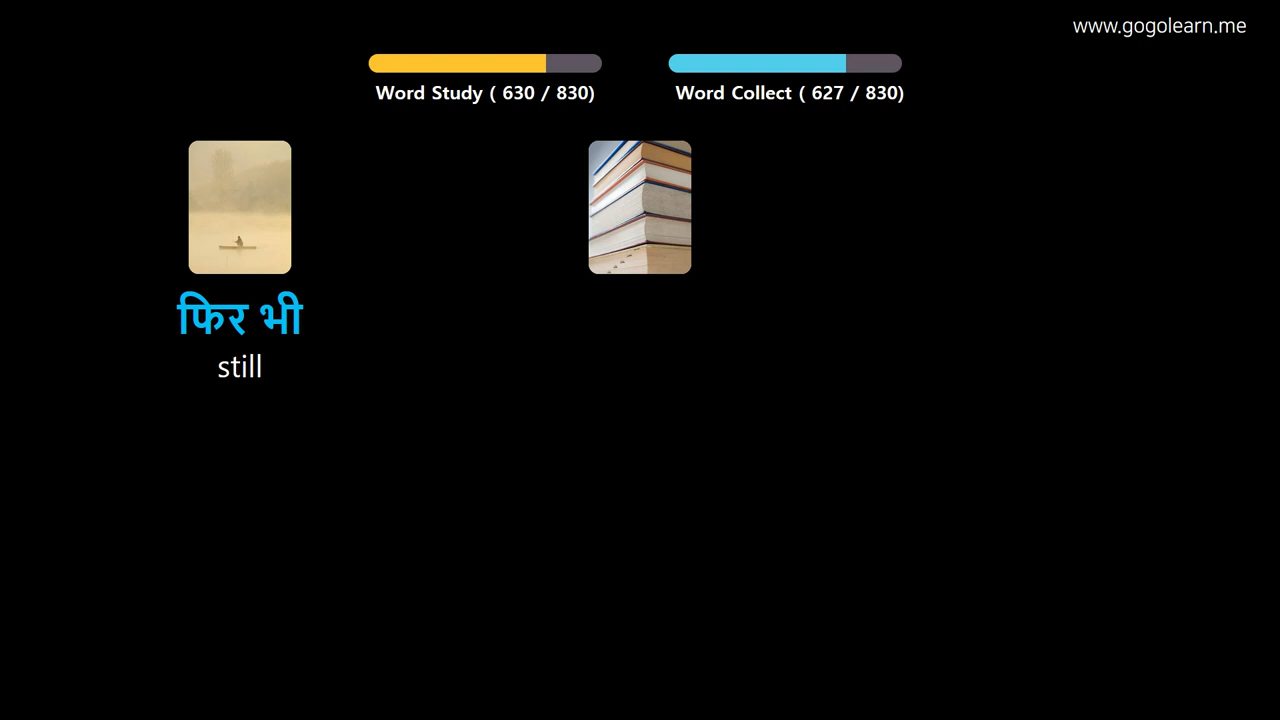 www.gogolearn.me
Word Study ( 630 / 830)
Word Collect ( 627 / 830)
फिर भी
still